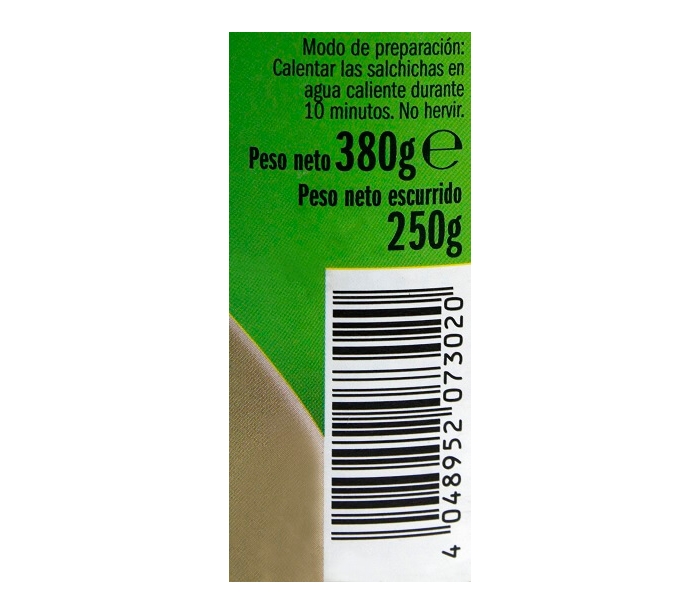 Modo de preparación:
Calentar las salchichas en
agua caliente durante
10 minutos. No hervir.
Peso neto 380g ℮
Peso neto escurrido
250g
4 048952 073020